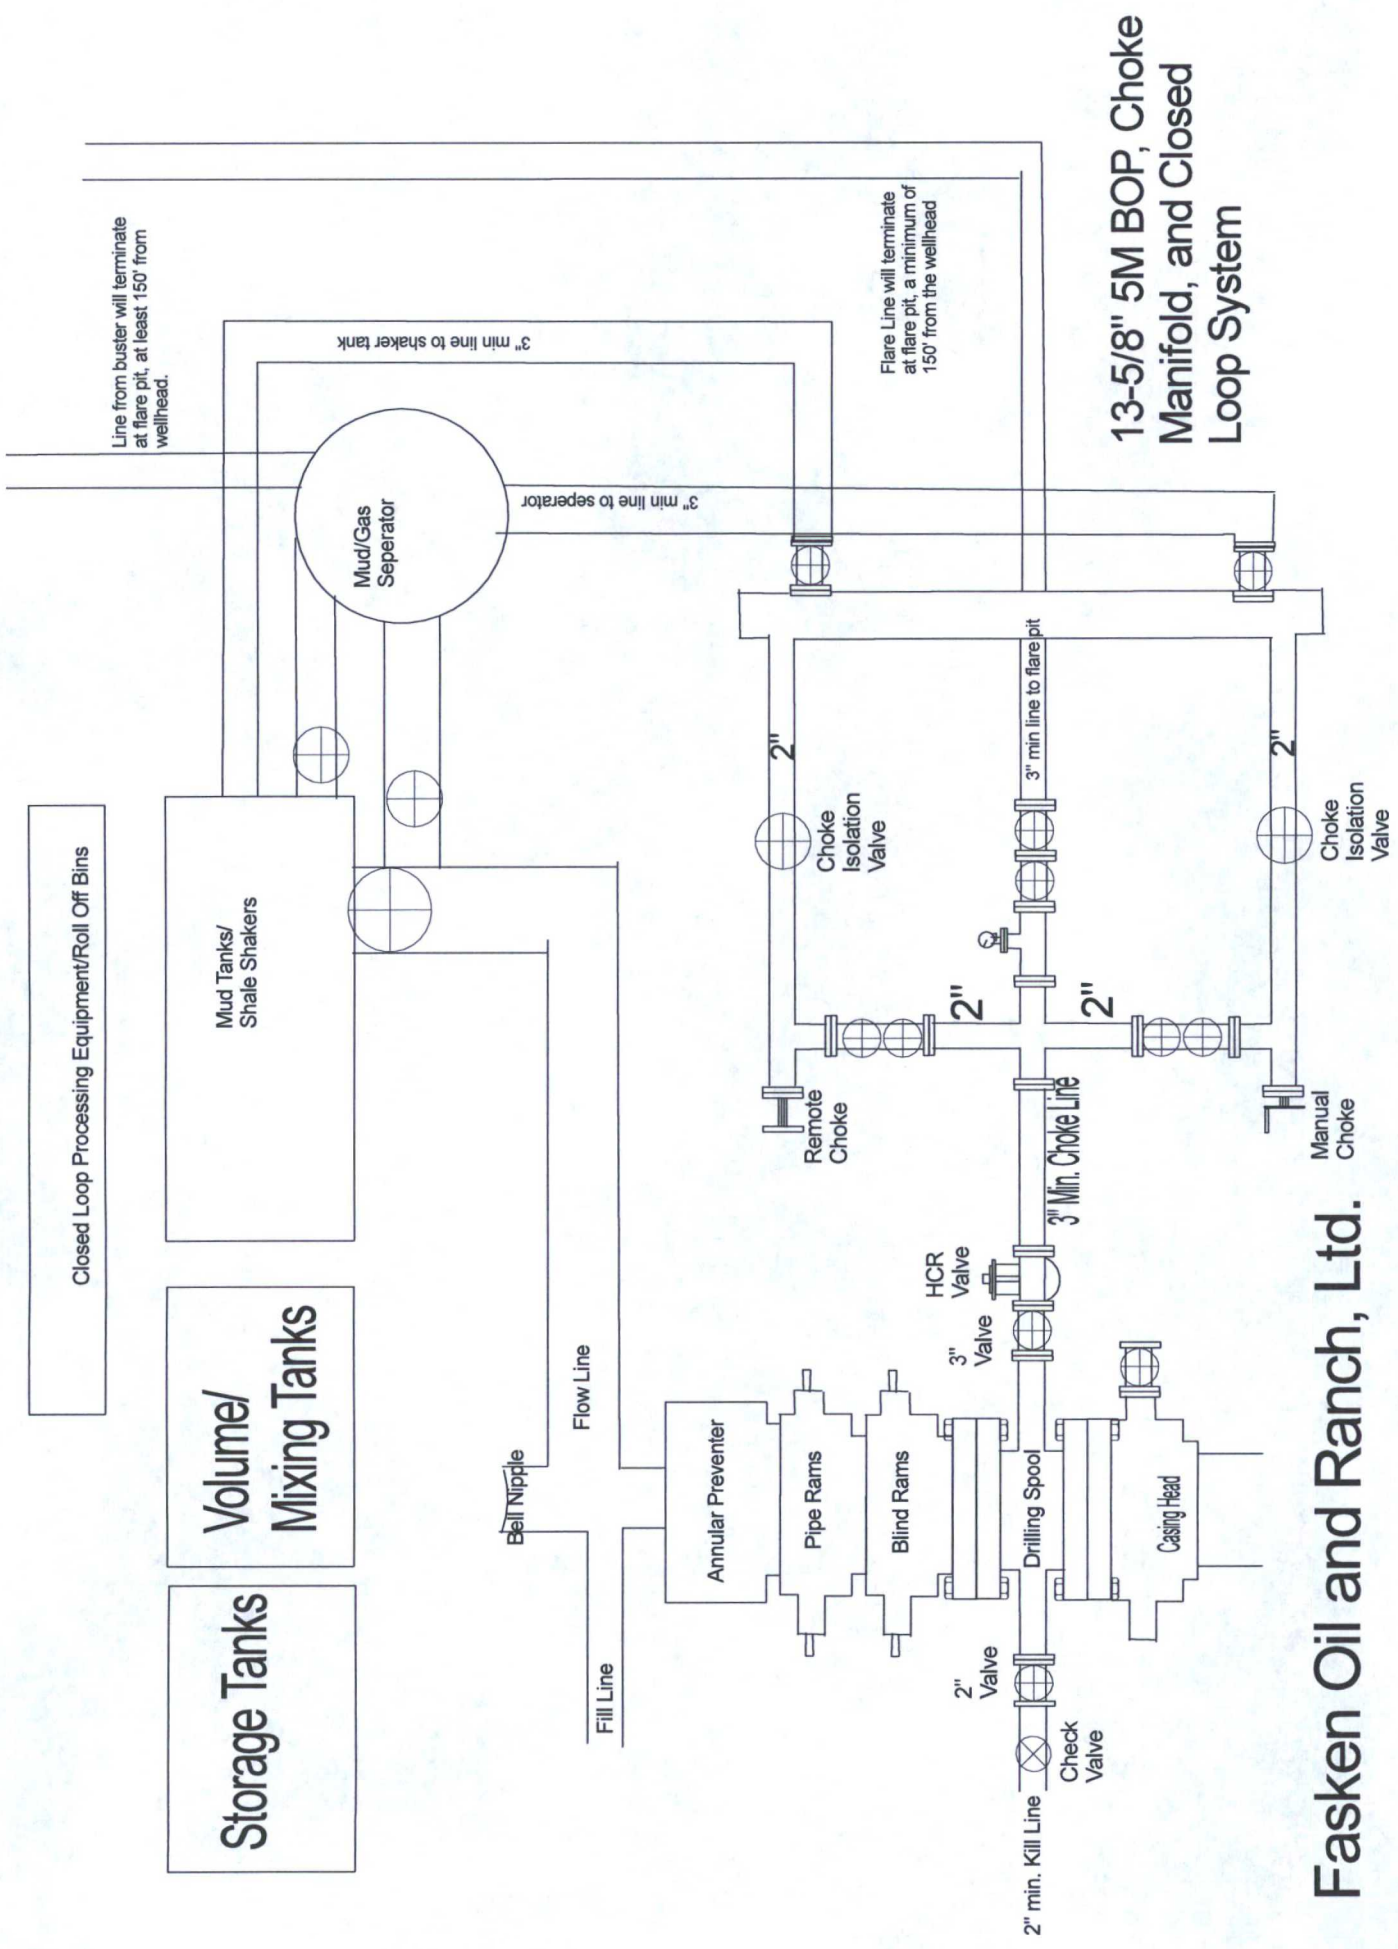 Closed Loop Processing Equipment/Roll Off Bins
Storage Tanks
Volume/
Mixing Tanks
Mud Tanks/
Shale Shakers
Line from buster will terminate
at flare pit, at least 150' from
wellhead.
Mud/Gas
Seperator
3" min line to shaker tank
3" min line to seperator
Bell Nipple
Flow Line
Fill Line
Annular Preventer
Pipe Rams
Blind Rams
Drilling Spool
Casing Head
2" min. Kill Line
Check
Valve
2"
Valve
3"
Valve
HCR
Valve
3" Min. Choke Line
Remote
Choke
2"
2"
Choke
Isolation
Valve
2"
3" min line to flare pit
Flare Line will terminate
at flare pit, a minimum of
150' from the wellhead
Manual
Choke
Choke
Isolation
Valve
2"
13-5/8" 5M BOP, Choke
Manifold, and Closed
Loop System
Fasken Oil and Ranch, Ltd.